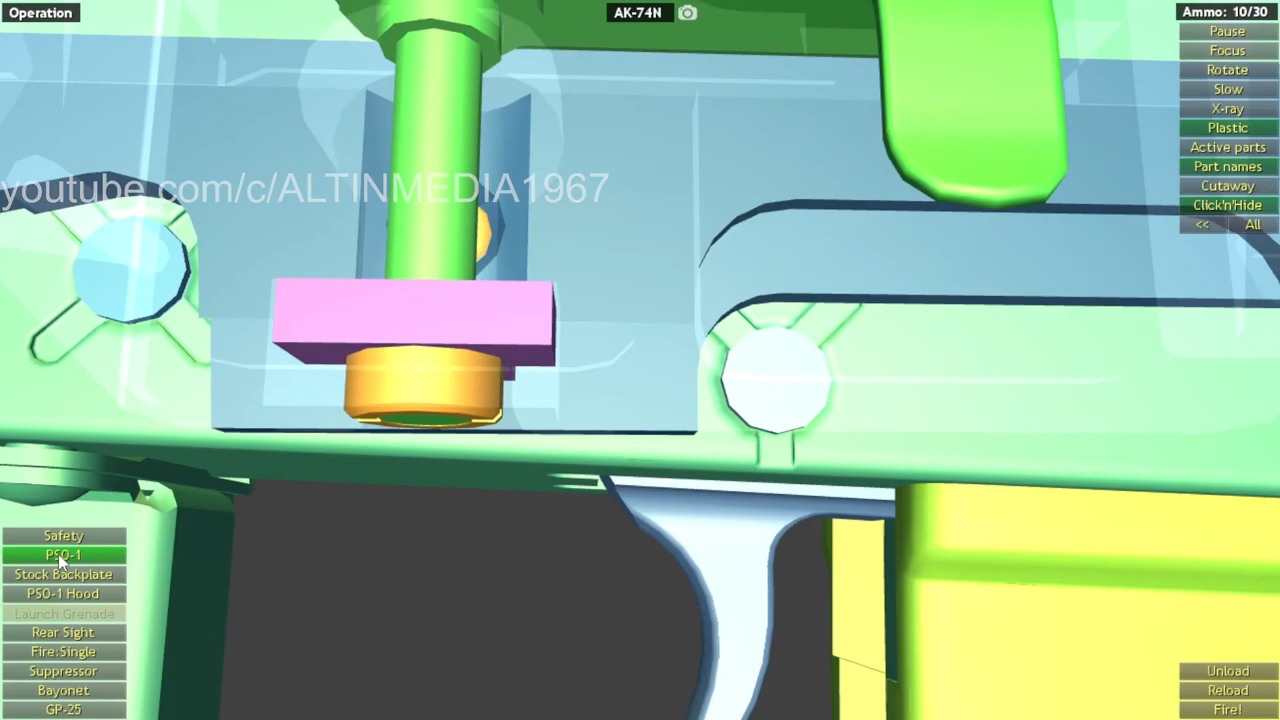 Operation
AK-74N
Ammo: 10/30
Pause
Focus
Rotate
Slow
X-ray
Plastic
Active parts
Part names
Cutaway
Click'n'Hide
<< All
youtube.com/c/ALTINMEDIA1967
Safety
PSO-1
Stock Backplate
PSO-1 Hood
Launch Grenade
Rear Sight
Fire:Single
Suppressor
Bayonet
GP-25
Unload
Reload
Fire!